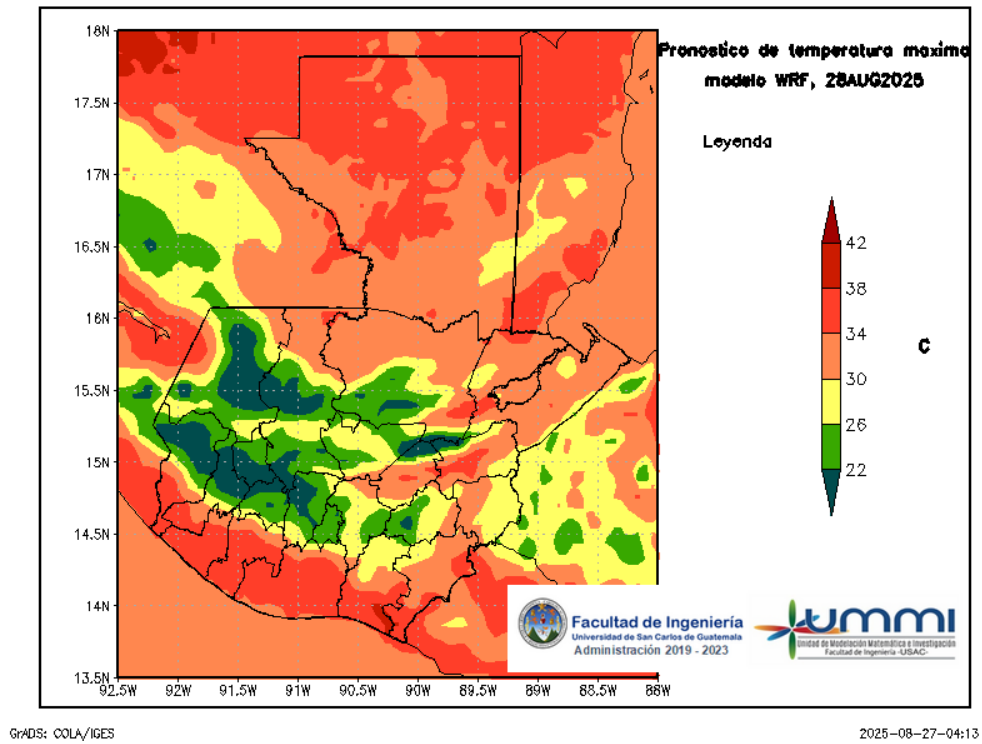 18N
17.5N
17N
16.5N
16N
15.5N
15N
14.5N
14N
13.5N
92.5W 92W 91.5W 91W 90.5W 90W 89.5W 89W 88.5W 88W
Pronostico de temperatura maxima
modelo WRF, 28AUG2025
Leyenda
42
38
34
30
26
22
C
Facultad de Ingeniería
Universidad de San Carlos de Guatemala
Administración 2019 - 2023
ummi
Unidad de Modelación Matemática e Investigación
Facultad de Ingeniería -USAC-
GrADS: COLA/IGES
2025-08-27-04:13